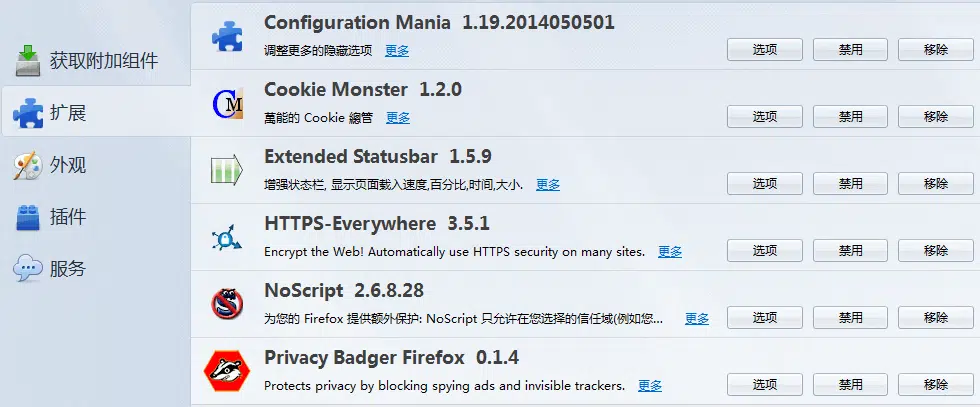 获取附加组件
扩展
外观
插件
服务
Configuration Mania 1.19.2014050501
调整更多的隐藏选项 更多
选项 禁用 移除
Cookie Monster 1.2.0
萬能的 Cookie 總管 更多
选项 禁用 移除
Extended Statusbar 1.5.9
增强状态栏, 显示页面载入速度,百分比,时间,大小. 更多
选项 禁用 移除
HTTPS-Everywhere 3.5.1
Encrypt the Web! Automatically use HTTPS security on many sites. 更多
选项 禁用 移除
NoScript 2.6.8.28
为您的 Firefox 提供额外保护: NoScript 只允许在您选择的信任域(例如您... 更多
选项 禁用 移除
Privacy Badger Firefox 0.1.4
Protects privacy by blocking spying ads and invisible trackers. 更多
选项 禁用 移除